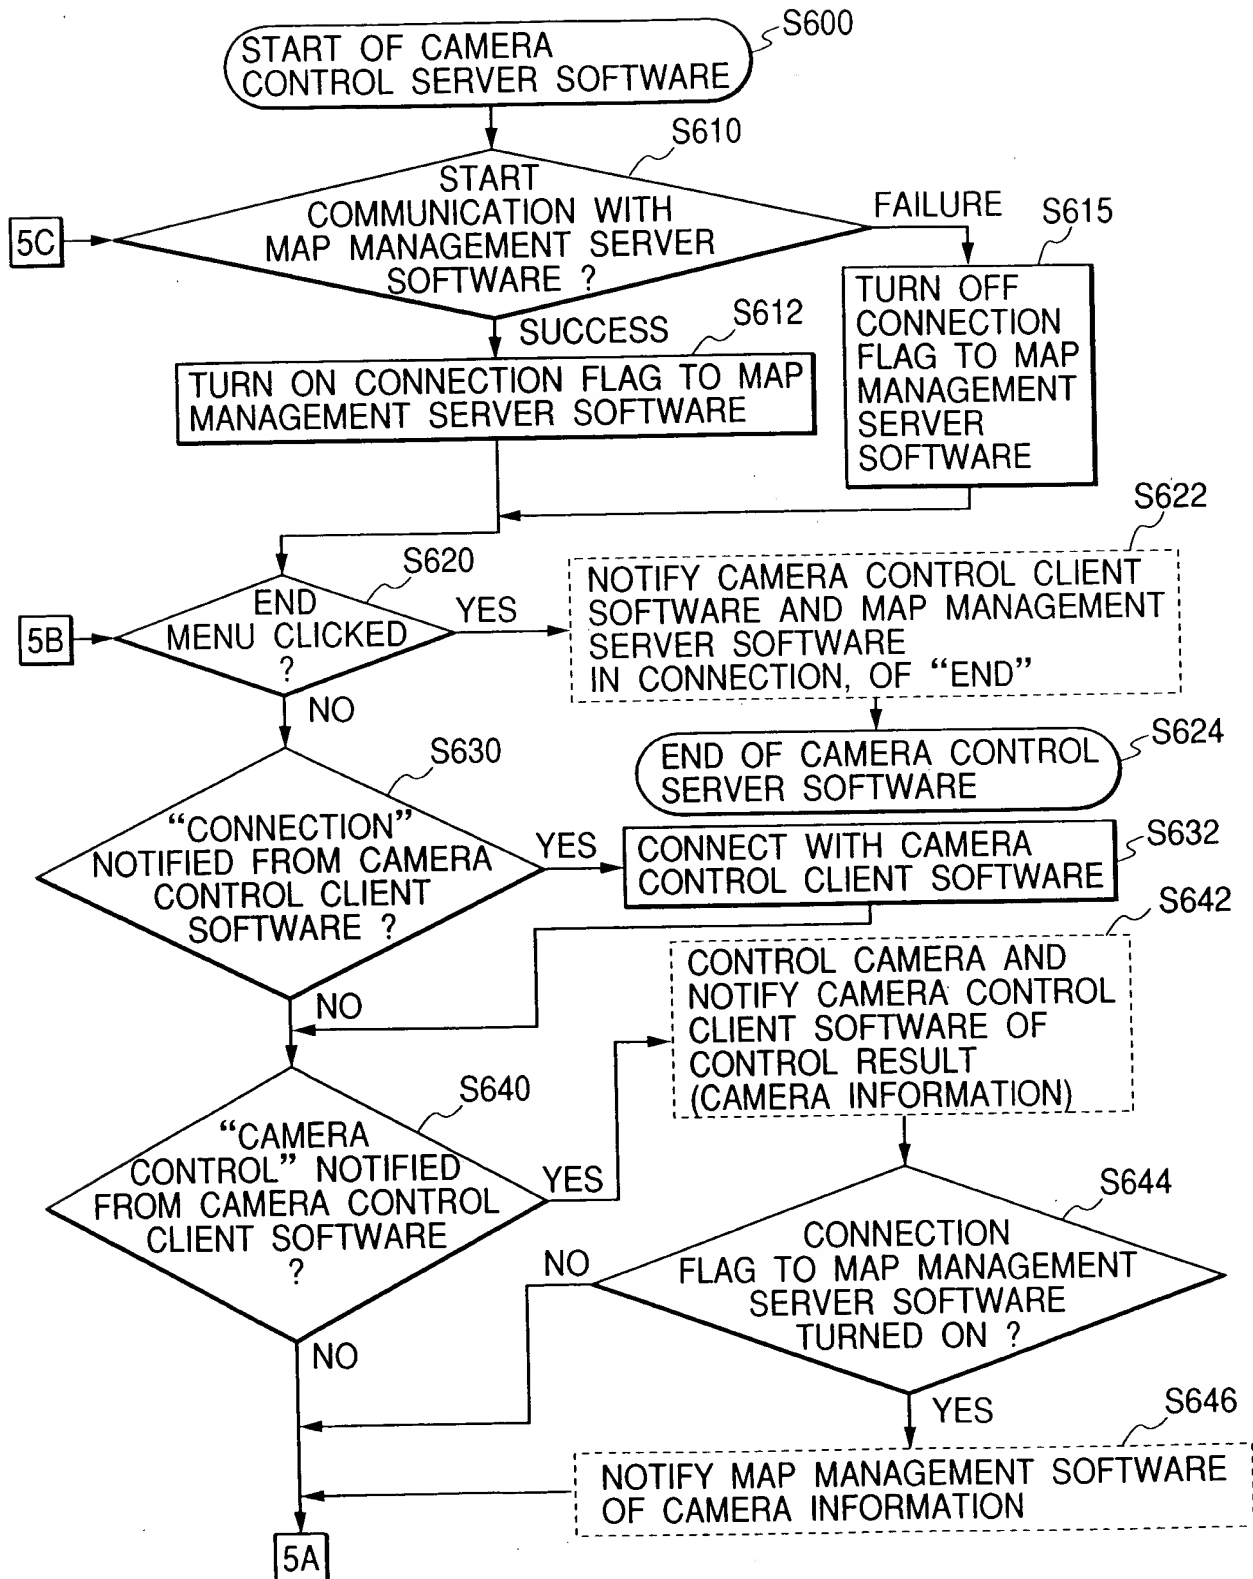 S600
START OF CAMERA
CONTROL SERVER SOFTWARE
S610
START
COMMUNICATION WITH
MAP MANAGEMENT SERVER
SOFTWARE ?
5C
FAILURE
S615
TURN OFF
CONNECTION
FLAG TO MAP
MANAGEMENT
SERVER
SOFTWARE
SUCCESS
S612
TURN ON CONNECTION FLAG TO MAP
MANAGEMENT SERVER SOFTWARE
S620
END
MENU CLICKED
?
5B
YES
S622
NOTIFY CAMERA CONTROL CLIENT
SOFTWARE AND MAP MANAGEMENT
SERVER SOFTWARE
IN CONNECTION, OF “END”
NO
S624
END OF CAMERA CONTROL
SERVER SOFTWARE
S630
“CONNECTION”
NOTIFIED FROM CAMERA
CONTROL CLIENT
SOFTWARE ?
YES
S632
CONNECT WITH CAMERA
CONTROL CLIENT SOFTWARE
NO
S642
CONTROL CAMERA AND
NOTIFY CAMERA CONTROL
CLIENT SOFTWARE OF
CONTROL RESULT
(CAMERA INFORMATION)
S640
“CAMERA
CONTROL” NOTIFIED
FROM CAMERA CONTROL
CLIENT SOFTWARE
?
YES
S644
CONNECTION
FLAG TO MAP MANAGEMENT
SERVER SOFTWARE
TURNED ON ?
NO
NO
YES
S646
NOTIFY MAP MANAGEMENT SOFTWARE
OF CAMERA INFORMATION
5A